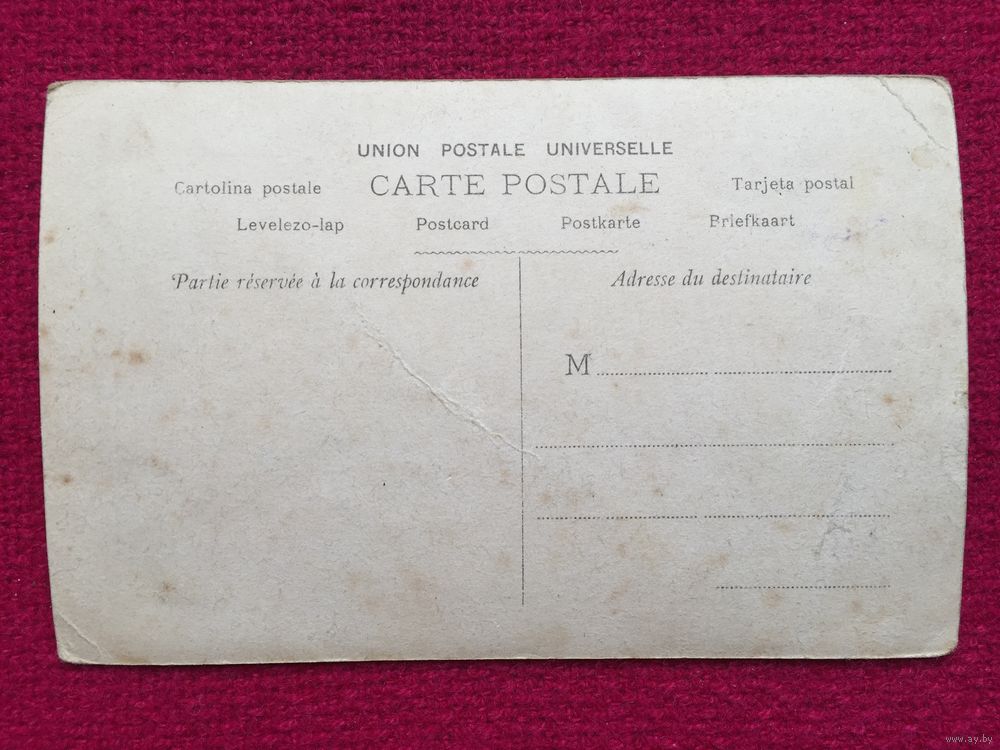 UNION POSTALE UNIVERSELLE
Cartolina postale CARTE POSTALE Tarjeta postal
Levelezo-lap Postcard Postkarte Briefkaart
Partie réservée à la correspondance Adresse du destinataire
M
www.ay.by